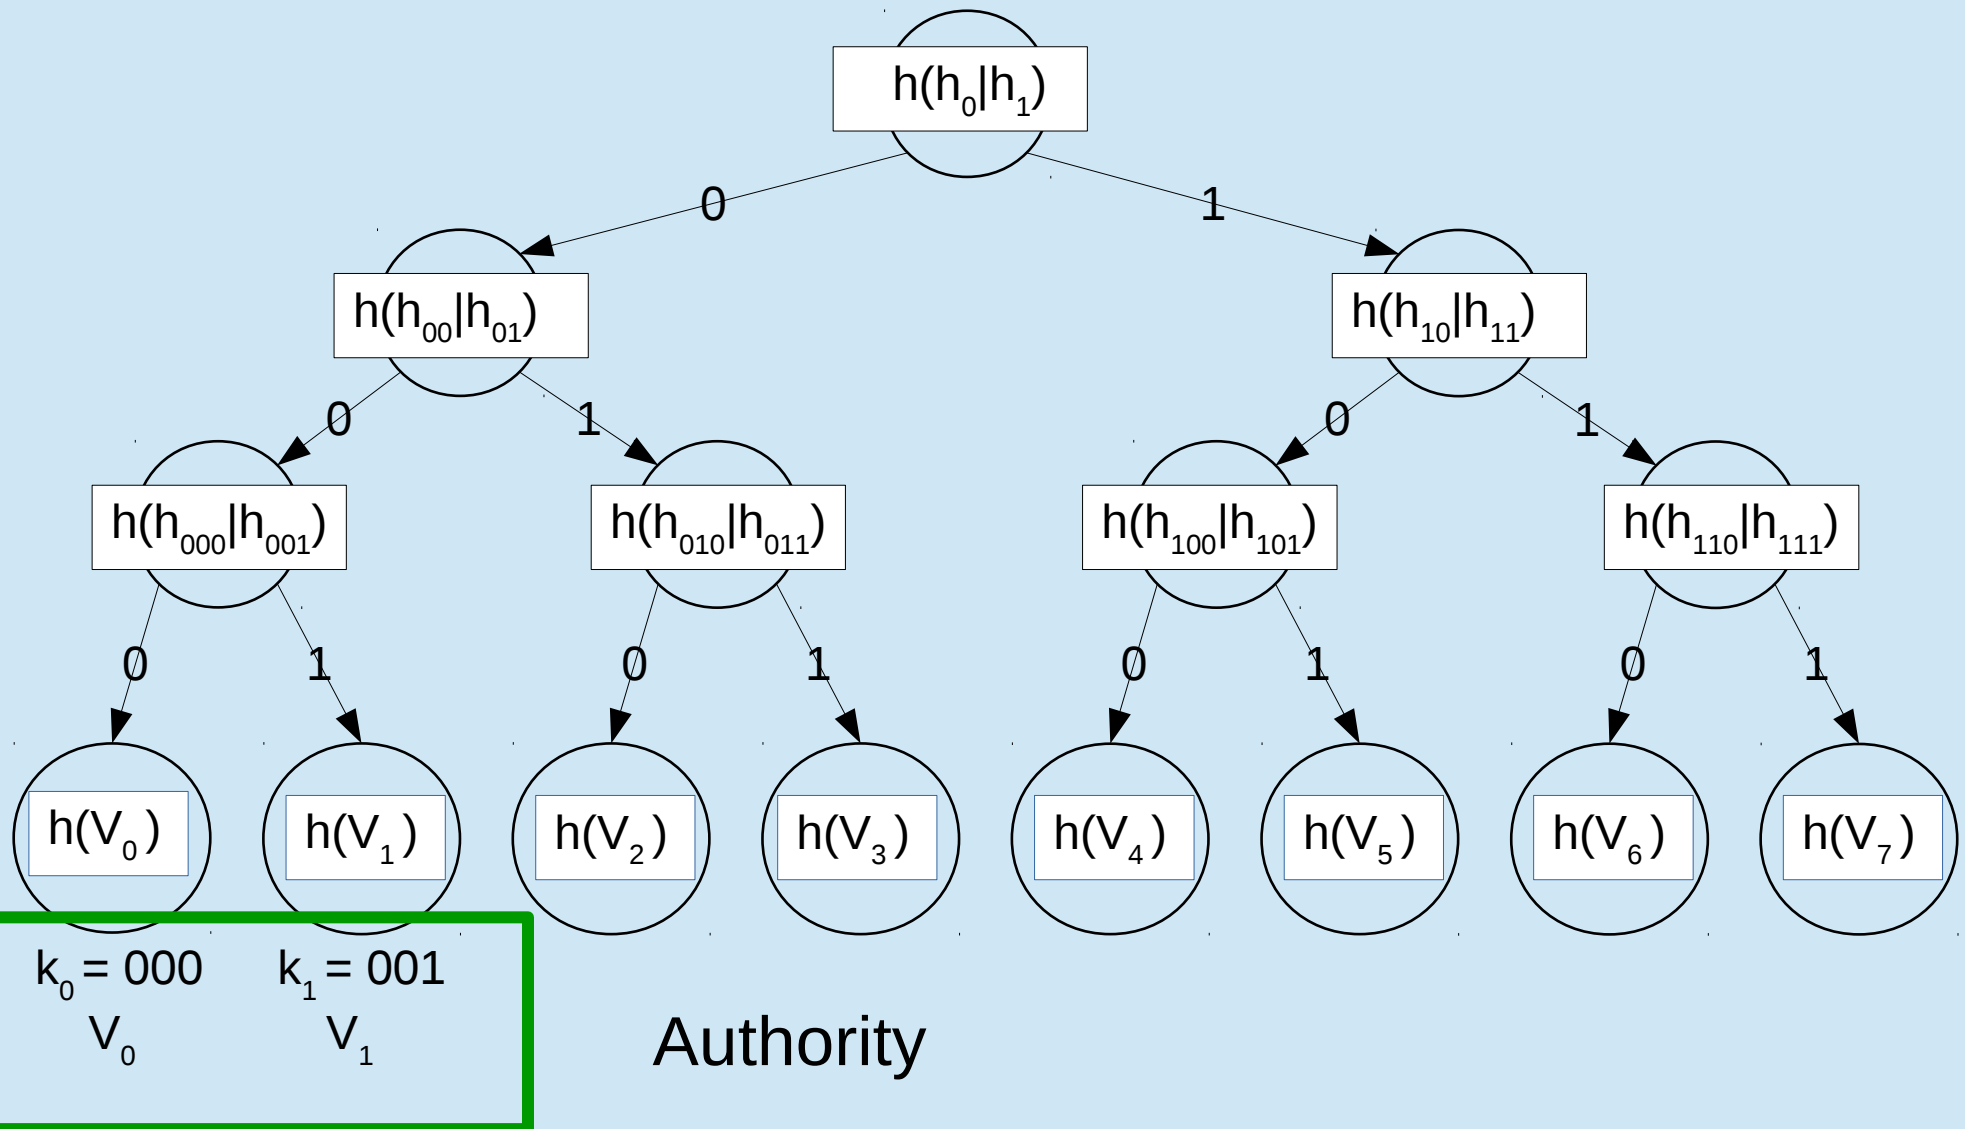 h(h₀|h₁)
0 1
h(h₀₀|h₀₁) h(h₁₀|h₁₁)
0 1 0 1
h(h₀₀₀|h₀₀₁) h(h₀₁₀|h₀₁₁) h(h₁₀₀|h₁₀₁) h(h₁₁₀|h₁₁₁)
0 1 0 1 0 1 0 1
h(V₀) h(V₁) h(V₂) h(V₃) h(V₄) h(V₅) h(V₆) h(V₇)
k₀ = 000 k₁ = 001
V₀ V₁
Authority